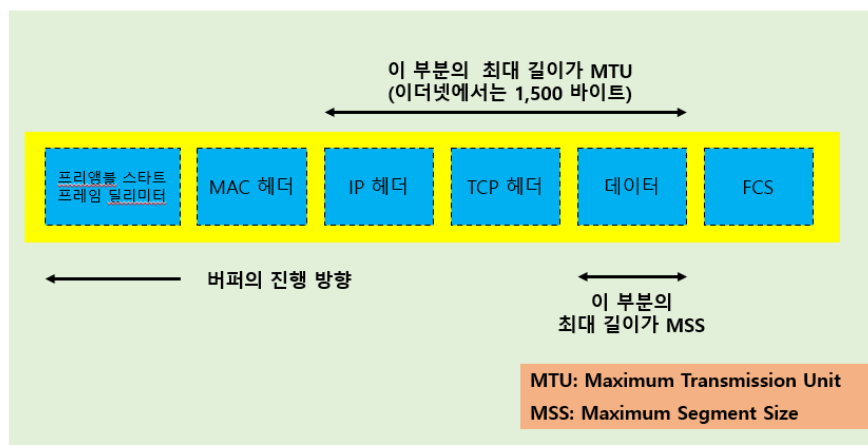 이 부분의 최대 길이가 MTU
(이더넷에서는 1,500 바이트)
프리앰블 스타트
프레임 딜리미터
MAC 헤더
IP 헤더
TCP 헤더
데이터
FCS
버퍼의 진행 방향
이 부분의
최대 길이가 MSS
MTU: Maximum Transmission Unit
MSS: Maximum Segment Size